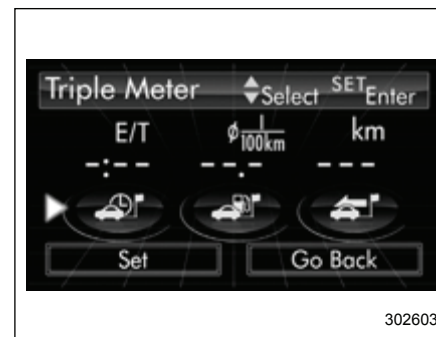 Triple Meter Select SET Enter
E/T ϕ l/100km km
-:-- --.- ---
Set Go Back
302603